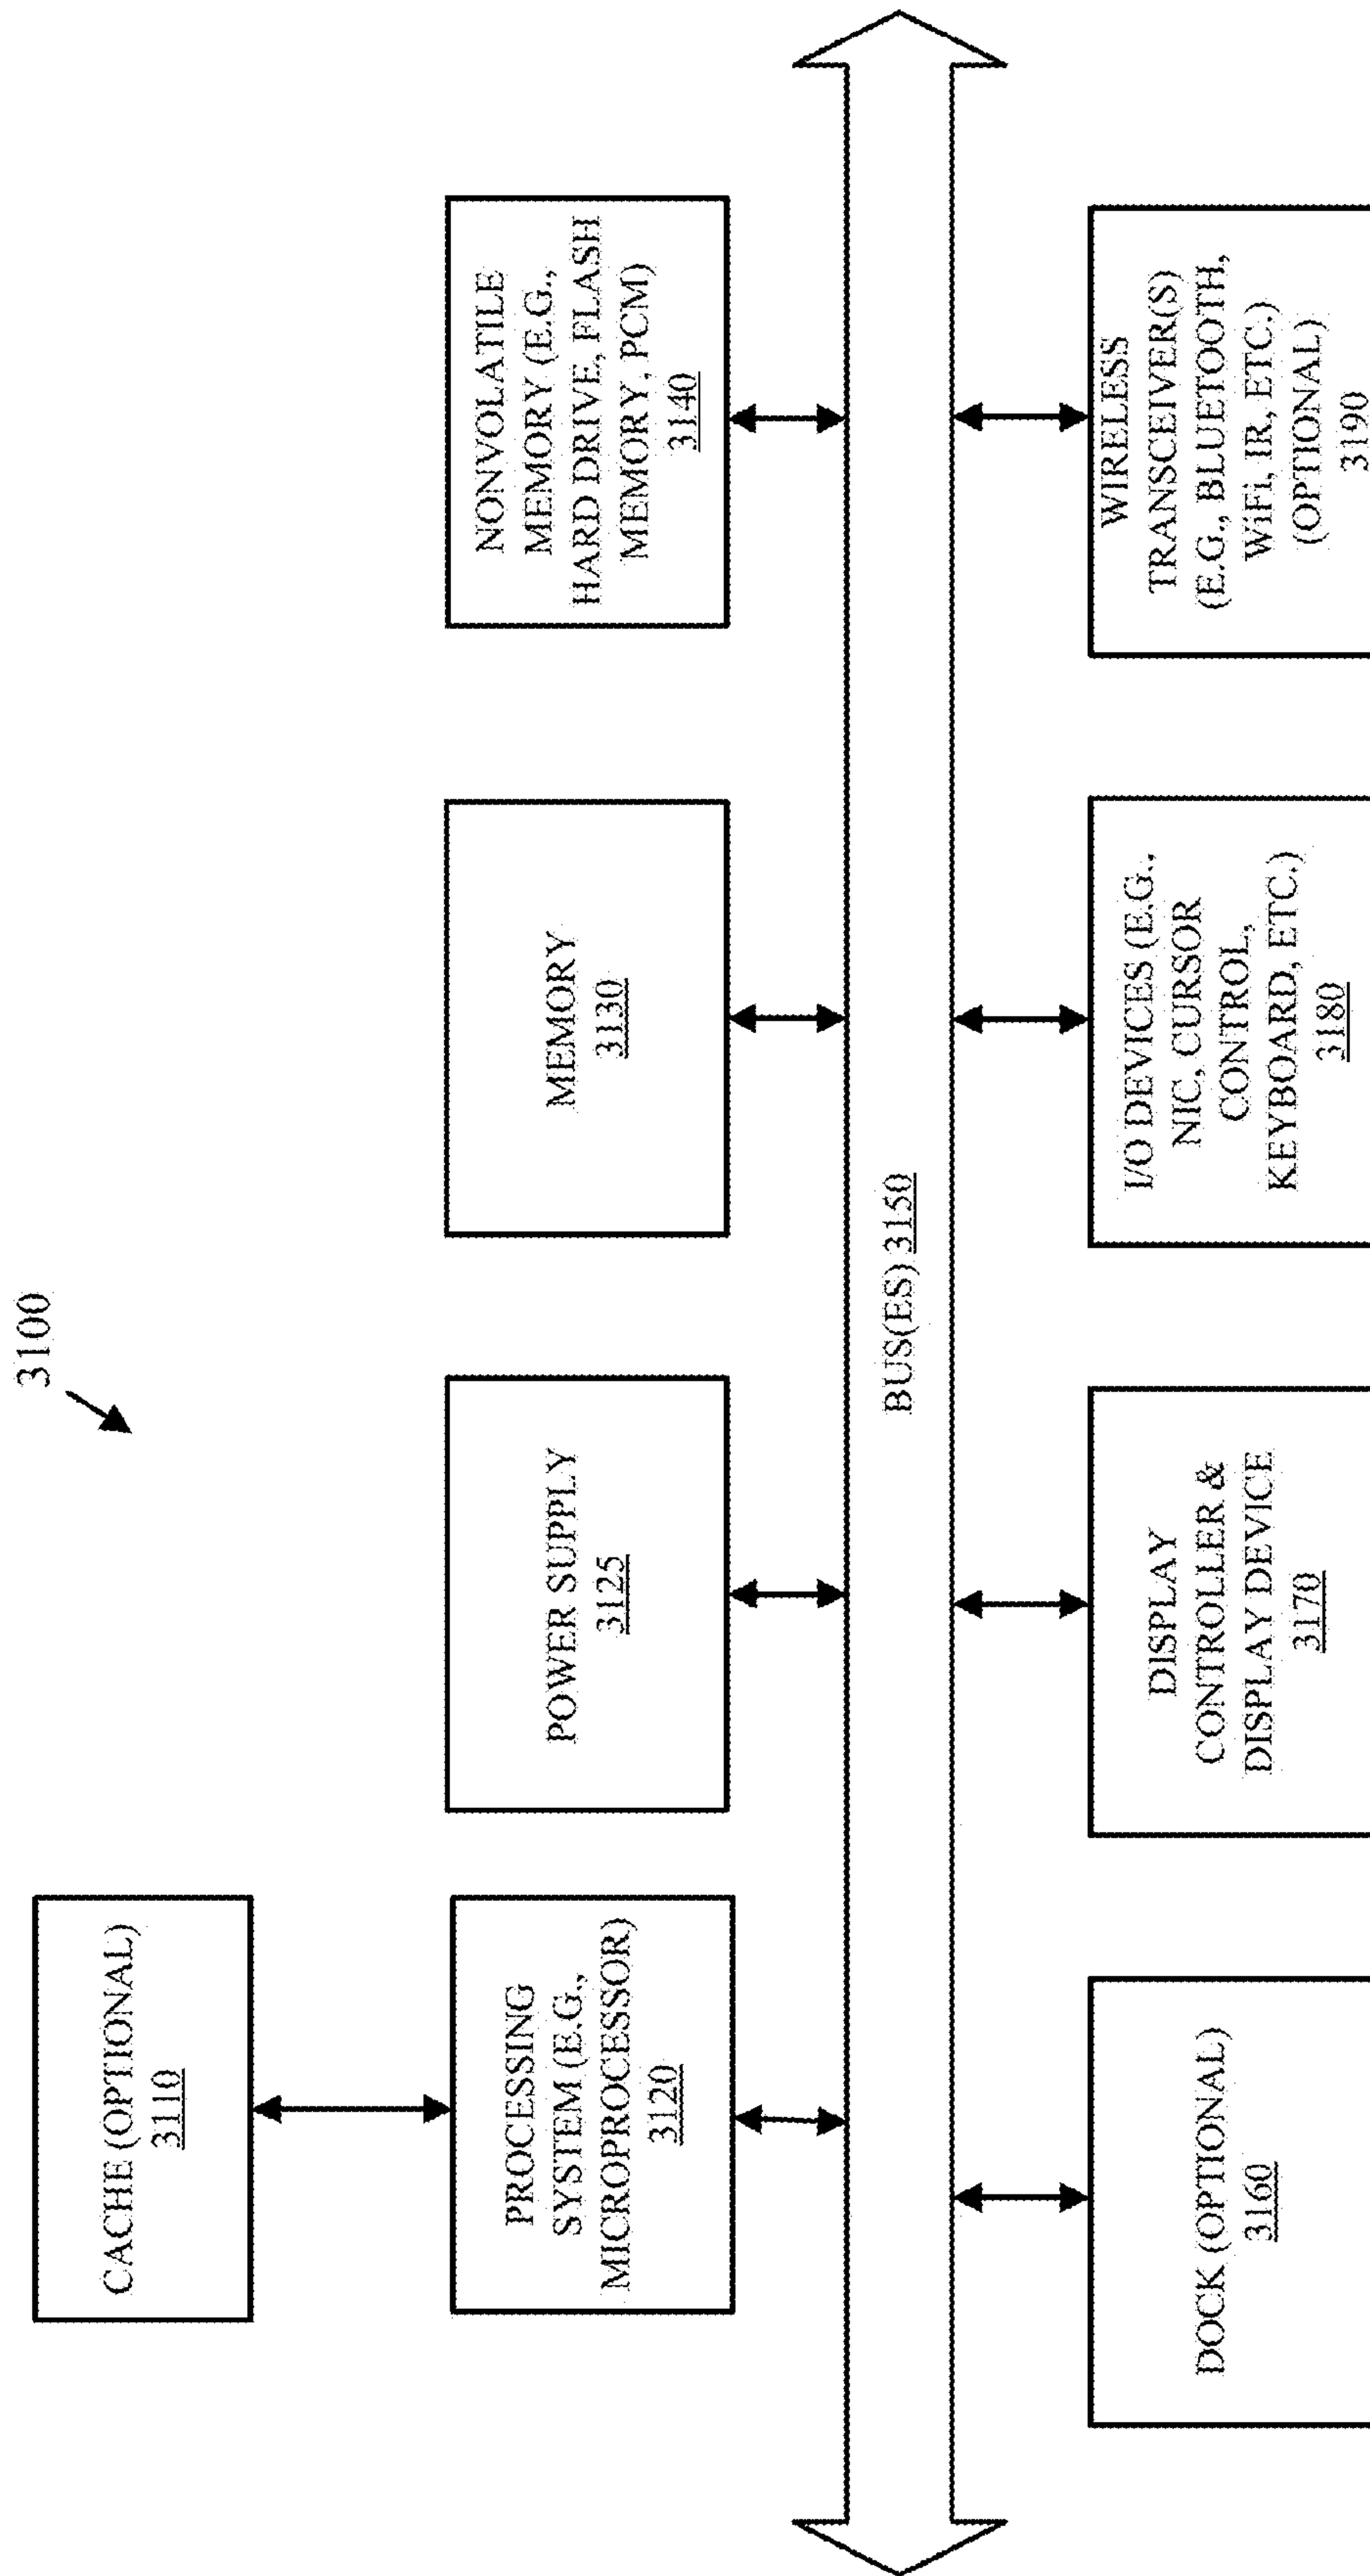 3100
CACHE (OPTIONAL)
3110
PROCESSING
SYSTEM (E.G.,
MICROPROCESSOR)
3120
POWER SUPPLY
3125
MEMORY
3130
NONVOLATILE
MEMORY (E.G.,
HARD DRIVE, FLASH
MEMORY, PCM)
3140
BUS(ES) 3150
DOCK (OPTIONAL)
3160
DISPLAY
CONTROLLER &
DISPLAY DEVICE
3170
I/O DEVICES (E.G.,
NIC, CURSOR
CONTROL,
KEYBOARD, ETC.)
3180
WIRELESS
TRANSCEIVER(S)
(E.G., BLUETOOTH,
WiFi, IR, ETC.)
(OPTIONAL)
3190